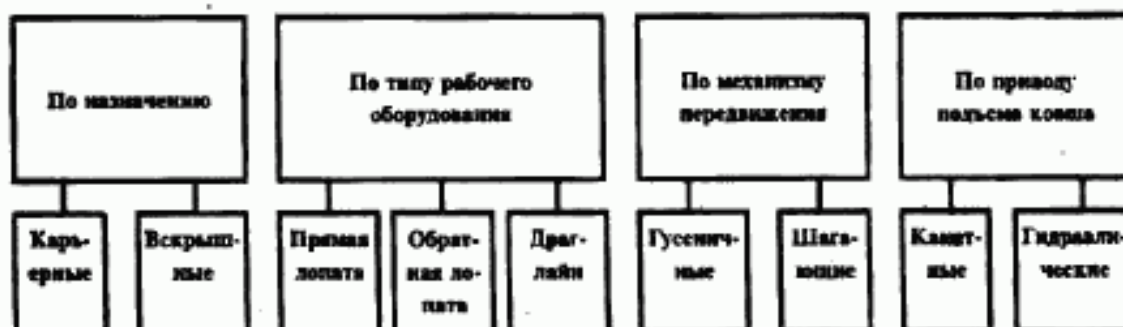 По назначению
По типу рабочего
оборудования
По механизму
передвижения
По приводу
подъема ковша
Карь-
ерные
Вскрыш-
ные
Прямая
лопата
Обрат-
ная ло-
пата
Драг-
лайн
Гусенич-
ные
Шага-
ющие
Канат-
ные
Гидравли-
ческие